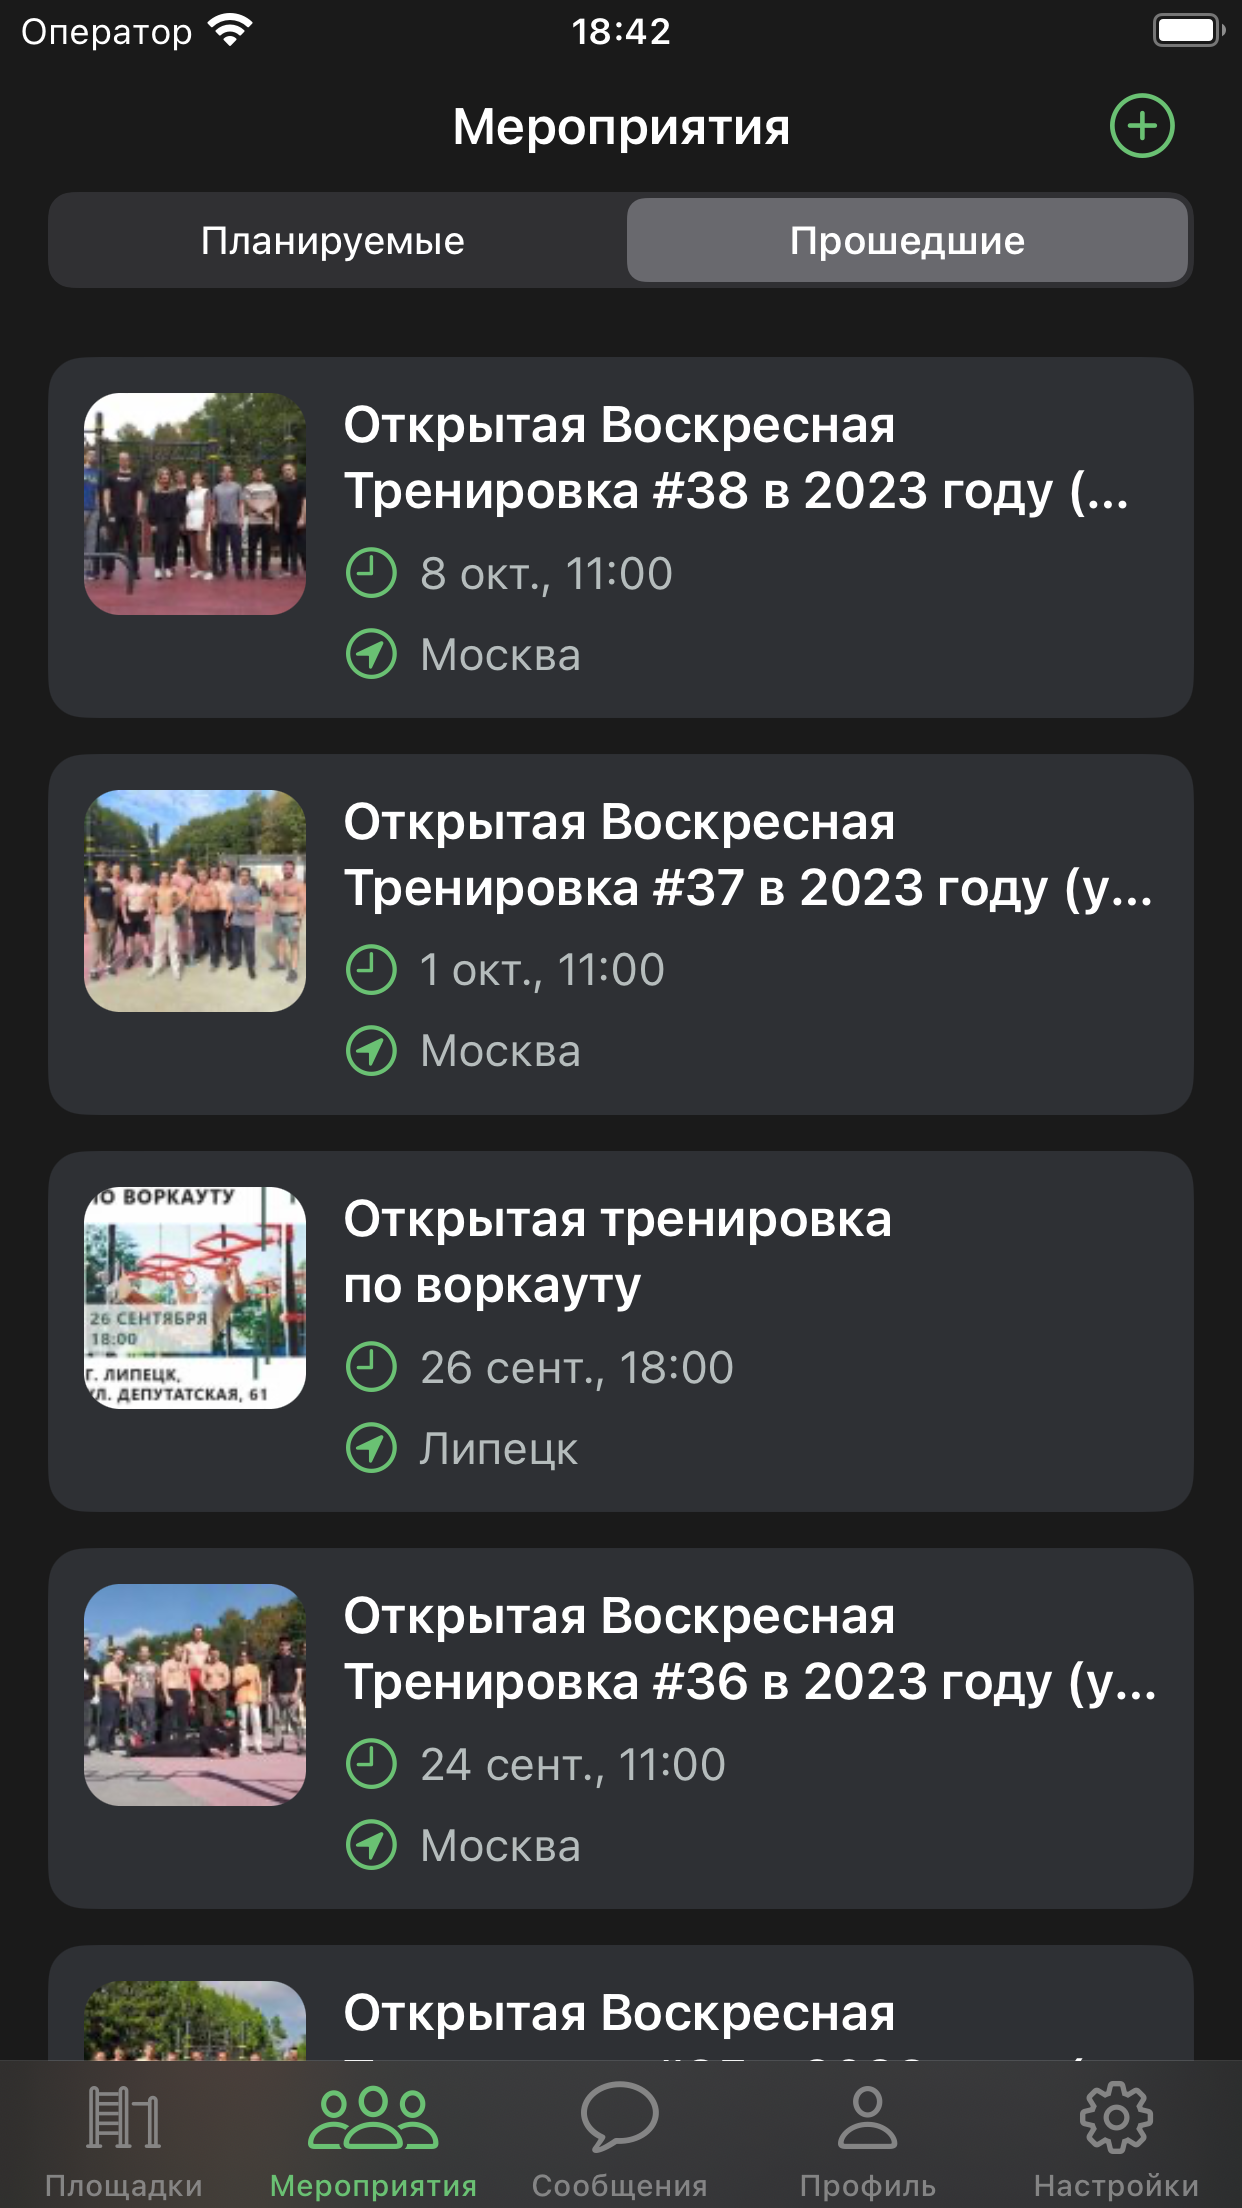 Оператор
18:42
Мероприятия
Планируемые
Прошедшие
Открытая Воскресная
Тренировка #38 в 2023 году (...
8 окт., 11:00
Москва
Открытая Воскресная
Тренировка #37 в 2023 году (у...
1 окт., 11:00
Москва
ПО ВОРКАУТУ
26 СЕНТЯБРЯ
18:00
Г. ЛИПЕЦК,
УЛ. ДЕПУТАТСКАЯ, 61
Открытая тренировка
по воркауту
26 сент., 18:00
Липецк
Открытая Воскресная
Тренировка #36 в 2023 году (у...
24 сент., 11:00
Москва
Открытая Воскресная
Площадки
Мероприятия
Сообщения
Профиль
Настройки